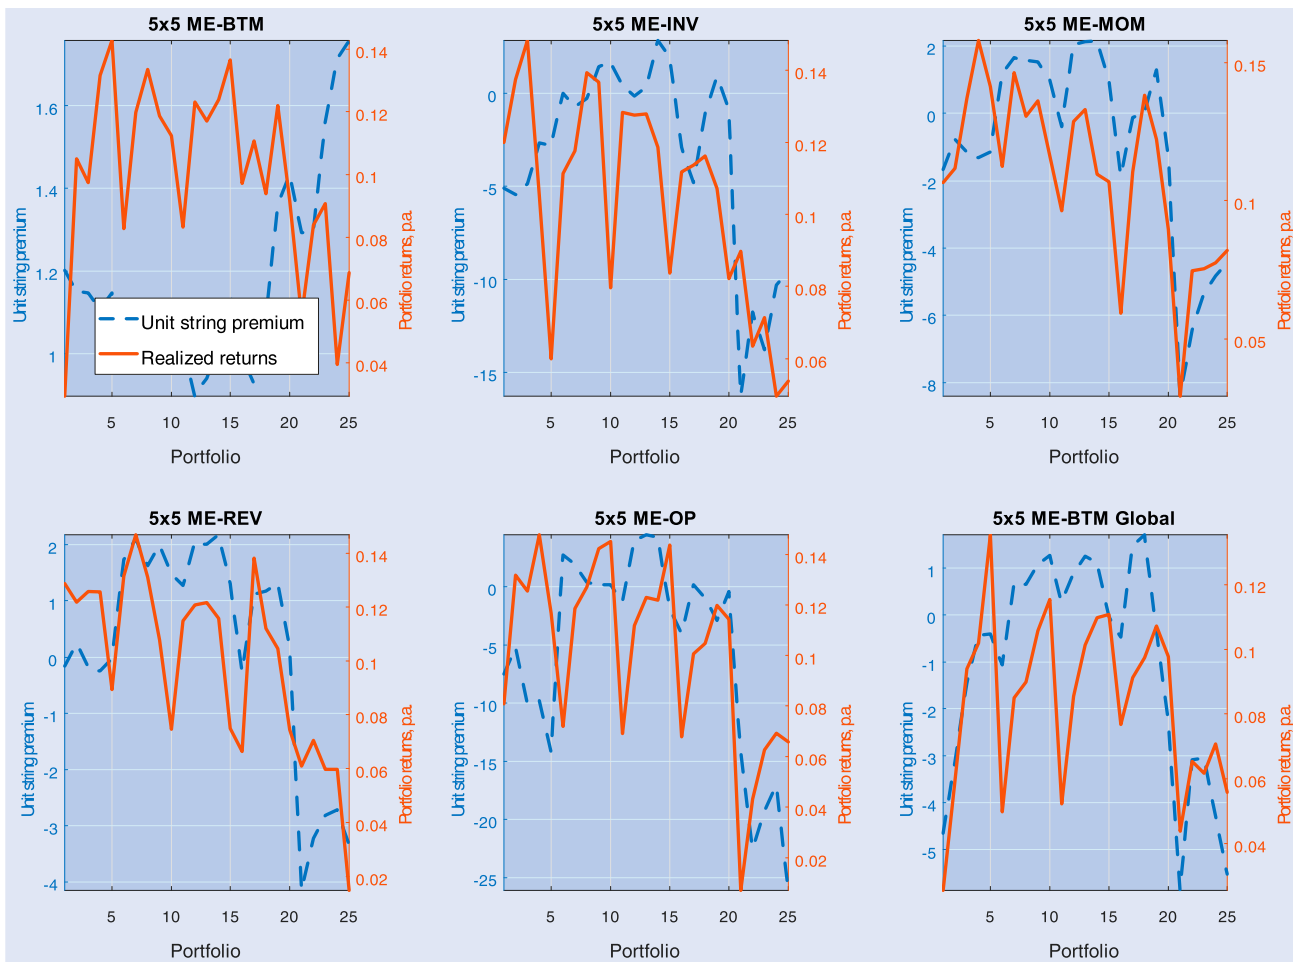 5x5 ME-BTM
1.6
1.4
1.2
1
0.14
0.12
0.1
0.08
0.06
0.04
Unit string premium
Portfolio returns, p.a.
Unit string premium
Realized returns
5 10 15 20 25
Portfolio
5x5 ME-INV
0
-5
-10
-15
0.14
0.12
0.1
0.08
0.06
Unit string premium
Portfolio returns, p.a.
5 10 15 20 25
Portfolio
5x5 ME-MOM
2
0
-2
-4
-6
-8
0.15
0.1
0.05
Unit string premium
Portfolio returns, p.a.
5 10 15 20 25
Portfolio
5x5 ME-REV
2
1
0
-1
-2
-3
-4
0.14
0.12
0.1
0.08
0.06
0.04
0.02
Unit string premium
Portfolio returns, p.a.
5 10 15 20 25
Portfolio
5x5 ME-OP
0
-5
-10
-15
-20
-25
0.14
0.12
0.1
0.08
0.06
0.04
0.02
Unit string premium
Portfolio returns, p.a.
5 10 15 20 25
Portfolio
5x5 ME-BTM Global
1
0
-1
-2
-3
-4
-5
0.12
0.1
0.08
0.06
0.04
Unit string premium
Portfolio returns, p.a.
5 10 15 20 25
Portfolio